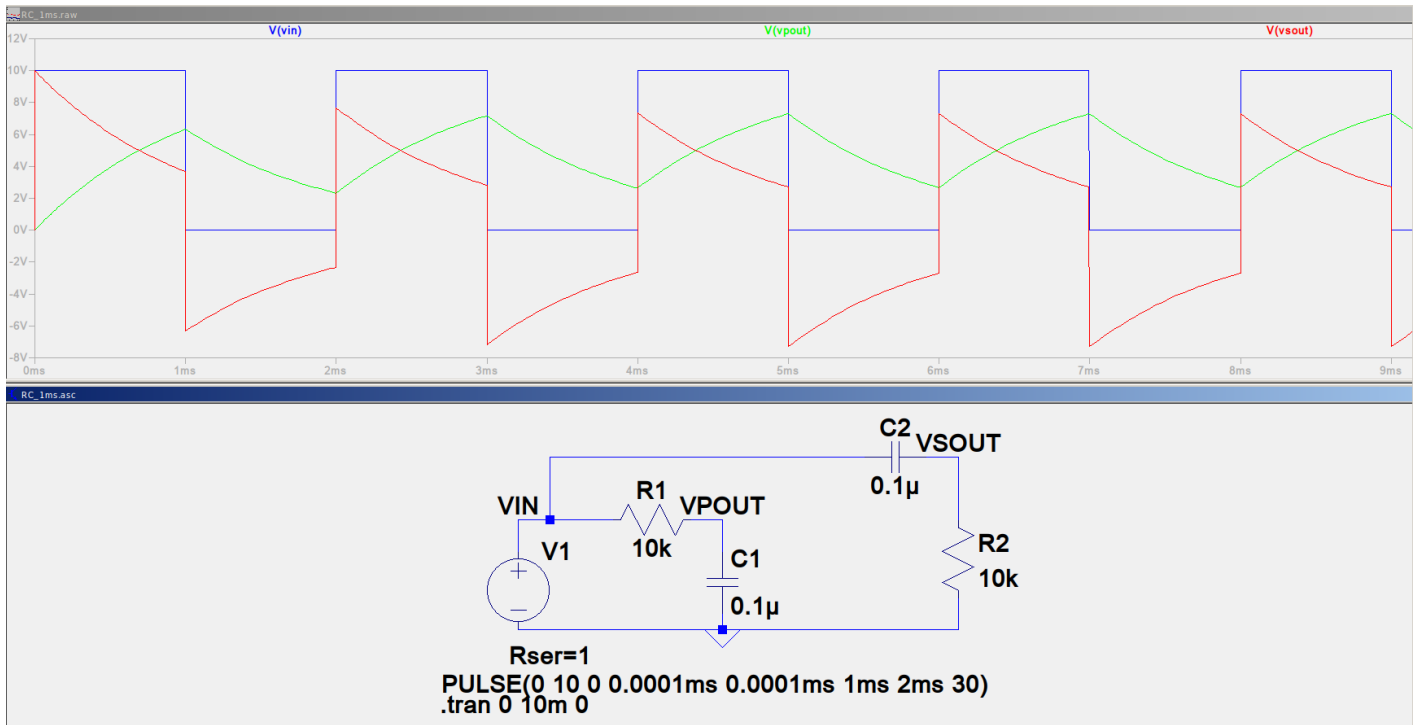 RC_1ms.raw
V(vin) V(vpout) V(vsout)
12V
10V
8V
6V
4V
2V
0V
-2V
-4V
-6V
-8V
0ms 1ms 2ms 3ms 4ms 5ms 6ms 7ms 8ms 9ms
RC_1ms.asc
C2
VSOUT
0.1µ
VIN
R1
VPOUT
10k
V1
C1
0.1µ
R2
10k
Rser=1
PULSE(0 10 0 0.0001ms 0.0001ms 1ms 2ms 30)
.tran 0 10m 0